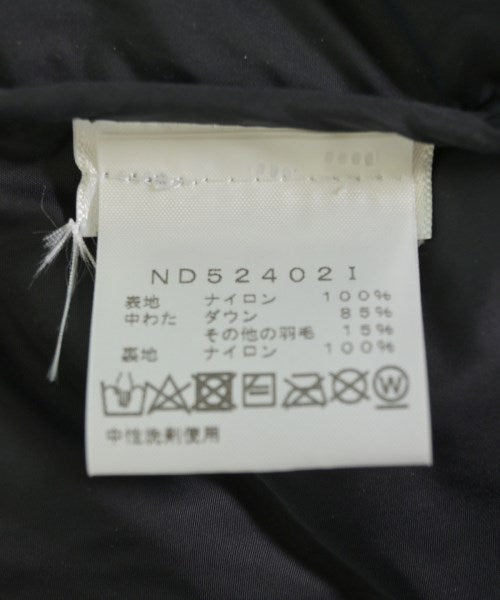 ND52402I
表地 ナイロン 100%
中わた ダウン 85%
その他の羽毛 15%
裏地 ナイロン 100%
W
中性洗剤使用